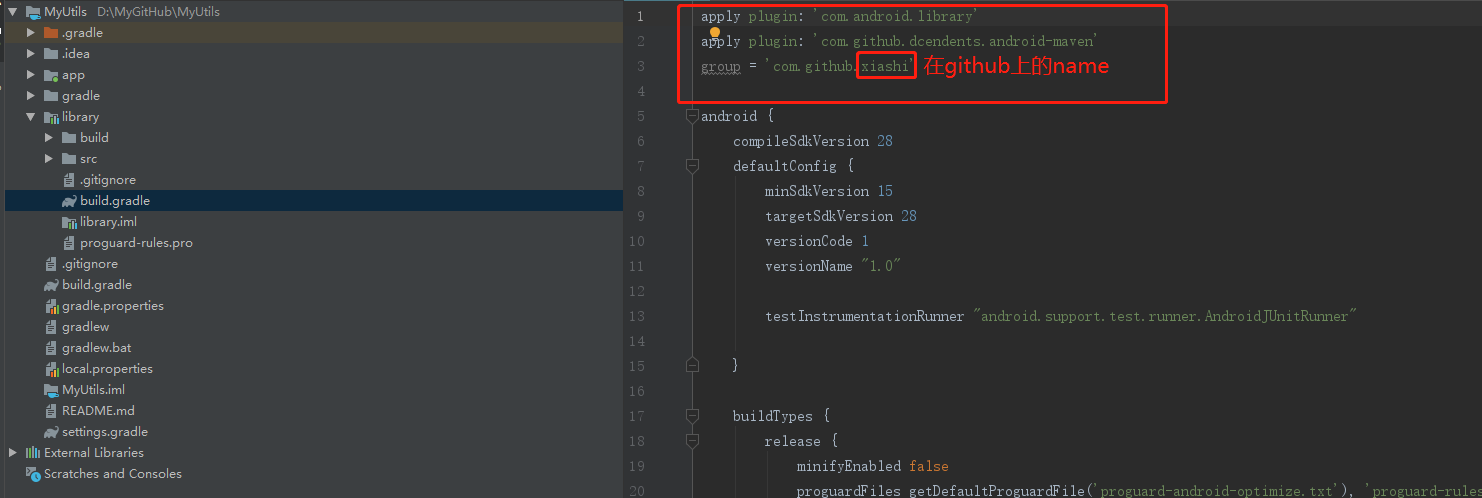 MyUtils D:\MyGitHub\MyUtils
.gradle
.idea
app
gradle
library
build
src
.gitignore
build.gradle
library.iml
proguard-rules.pro
.gitignore
build.gradle
gradle.properties
gradlew
gradlew.bat
local.properties
MyUtils.iml
README.md
settings.gradle
External Libraries
Scratches and Consoles
1 apply plugin: 'com.android.library'
2 apply plugin: 'com.github.dcendents.android-maven'
3 group = 'com.github.xiashi' 在github上的name
4
5 android {
6 compileSdkVersion 28
7 defaultConfig {
8 minSdkVersion 15
9 targetSdkVersion 28
10 versionCode 1
11 versionName "1.0"
12
13 testInstrumentationRunner "android.support.test.runner.AndroidJUnitRunner"
14
15 }
16
17 buildTypes {
18 release {
19 minifyEnabled false
20 proguardFiles getDefaultProguardFile('proguard-android-optimize.txt'), 'proguard-rules